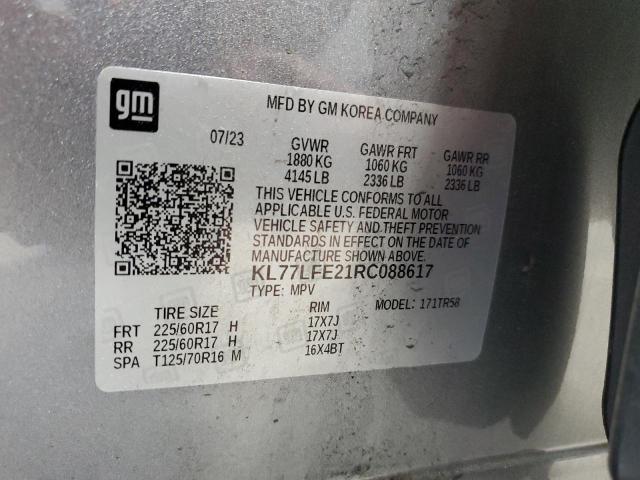 gm
MFD BY GM KOREA COMPANY
07/23
GVWR GAWR FRT GAWR RR
1880 KG 1060 KG 1060 KG
4145 LB 2336 LB 2336 LB
THIS VEHICLE CONFORMS TO ALL
APPLICABLE U.S. FEDERAL MOTOR
VEHICLE SAFETY AND THEFT PREVENTION
STANDARDS IN EFFECT ON THE DATE OF
MANUFACTURE SHOWN ABOVE.
KL77LFE21RC088617
TYPE: MPV MODEL: 171TR58
TIRE SIZE RIM
FRT 225/60R17 H 17X7J
RR 225/60R17 H 17X7J
SPA T125/70R16 M 16X4BT